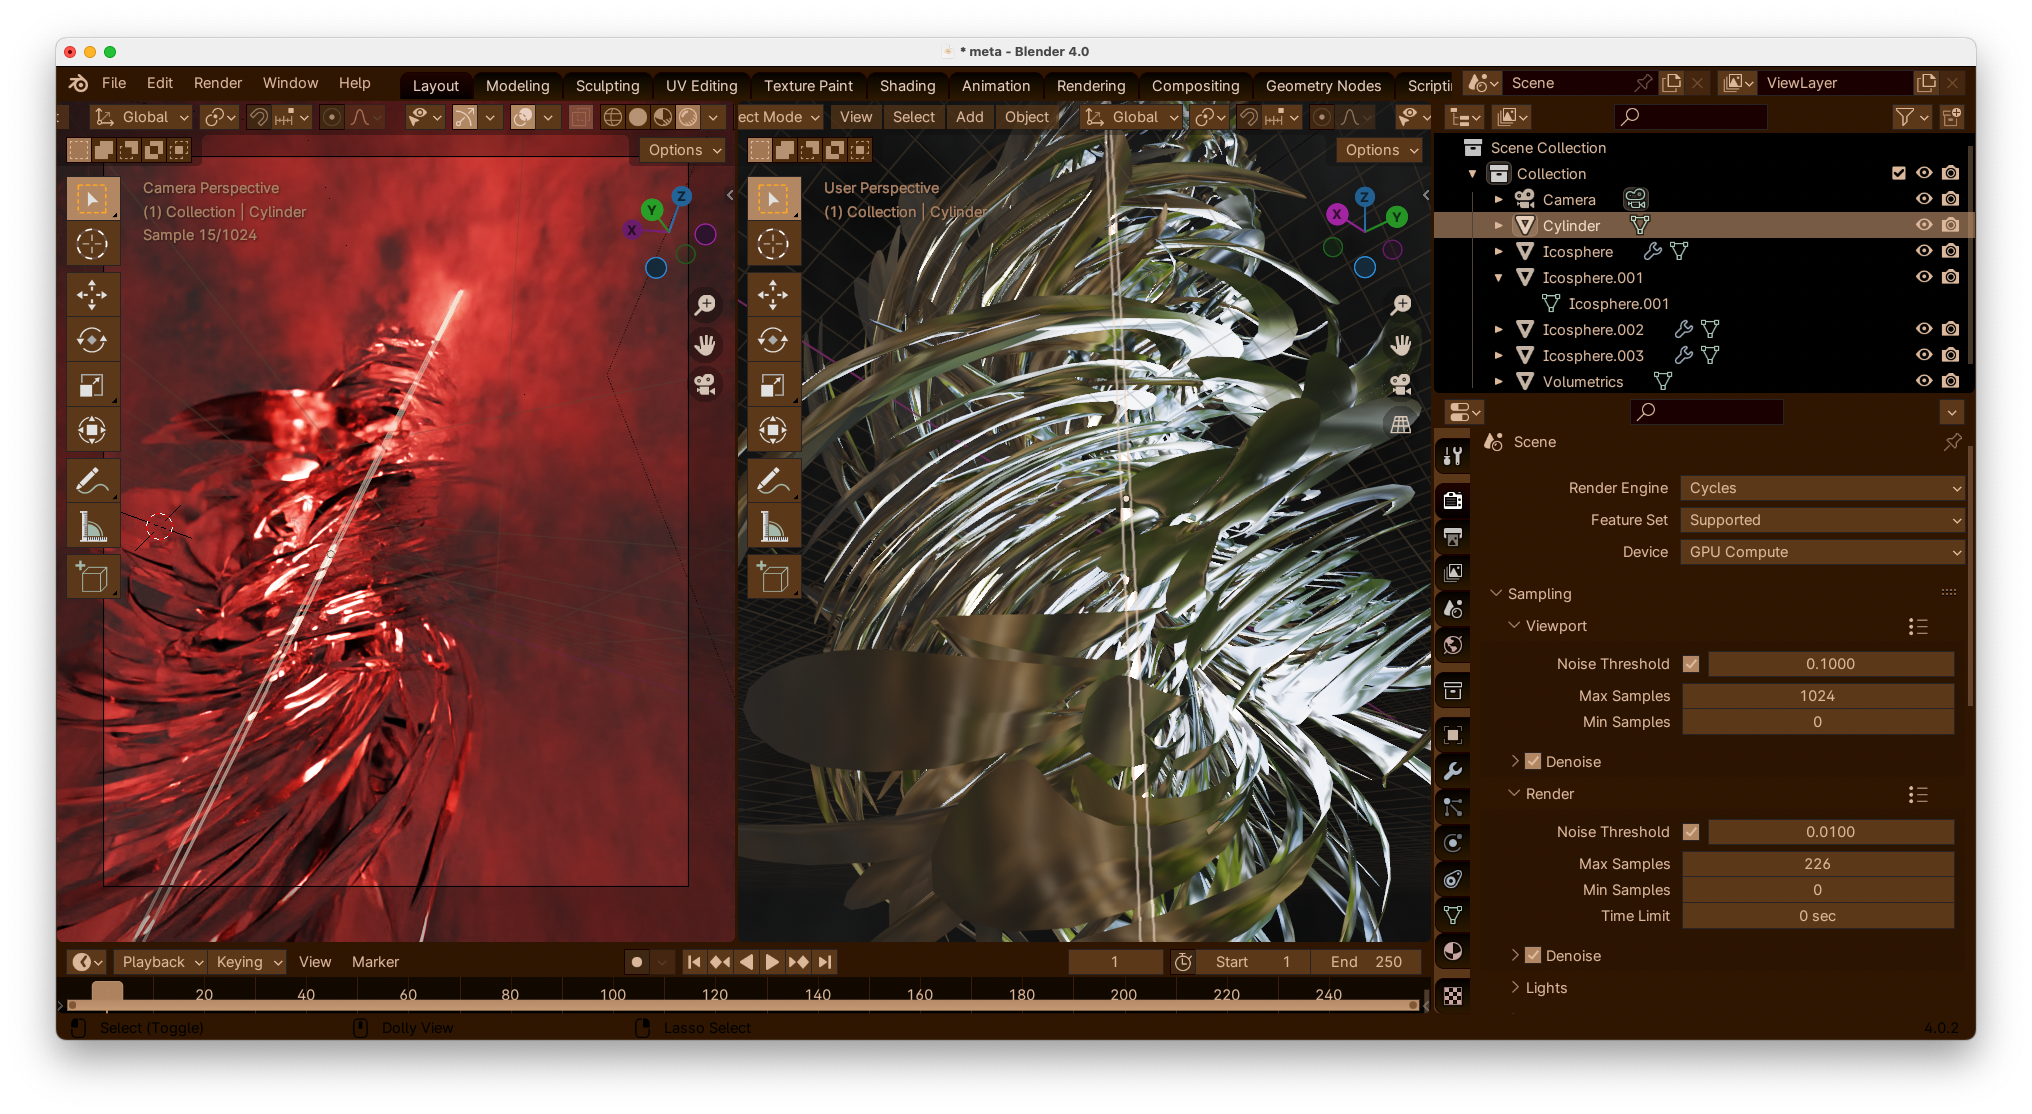 * meta - Blender 4.0
File Edit Render Window Help
Layout Modeling Sculpting UV Editing Texture Paint Shading Animation Rendering Compositing Geometry Nodes Scripti
Scene
ViewLayer
Global
ect Mode View Select Add Object Global
Options
Options
Camera Perspective
(1) Collection | Cylinder
Sample 15/1024
X Y Z
User Perspective
(1) Collection | Cylinder
X Y Z
Scene Collection
Collection
Camera
Cylinder
Icosphere
Icosphere.001
Icosphere.001
Icosphere.002
Icosphere.003
Volumetrics
Scene
Render Engine Cycles
Feature Set Supported
Device GPU Compute
Sampling
Viewport
Noise Threshold 0.1000
Max Samples 1024
Min Samples 0
Denoise
Render
Noise Threshold 0.0100
Max Samples 226
Min Samples 0
Time Limit 0 sec
Denoise
Lights
Playback Keying View Marker
1 Start 1 End 250
20 40 60 80 100 120 140 160 180 200 220 240
Select (Toggle) Dolly View Lasso Select
4.0.2